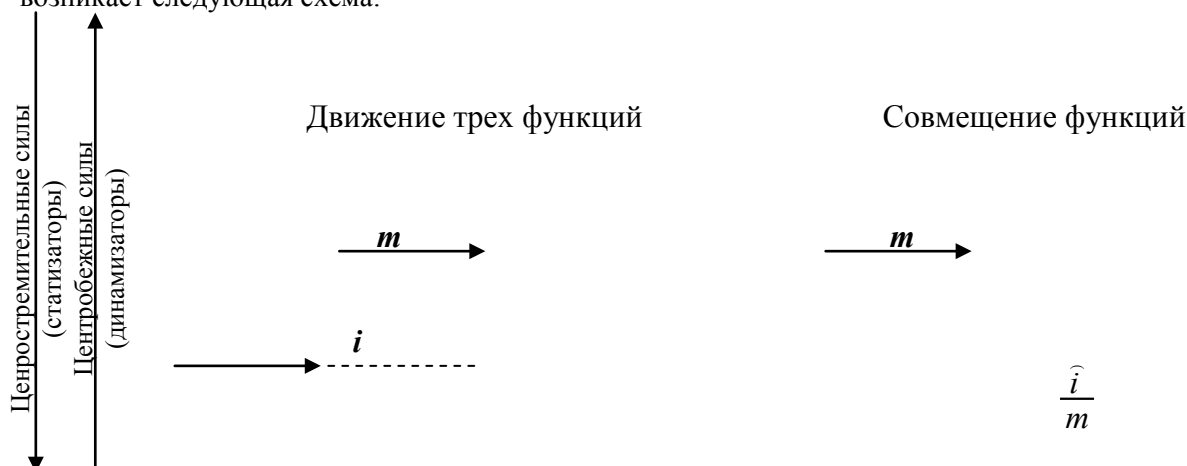 возникает следующая схема:
Ценростремительные силы
(статизаторы)
Центробежные силы
(динамизаторы)
Движение трех функций
Совмещение функций
m
m
i
i
m